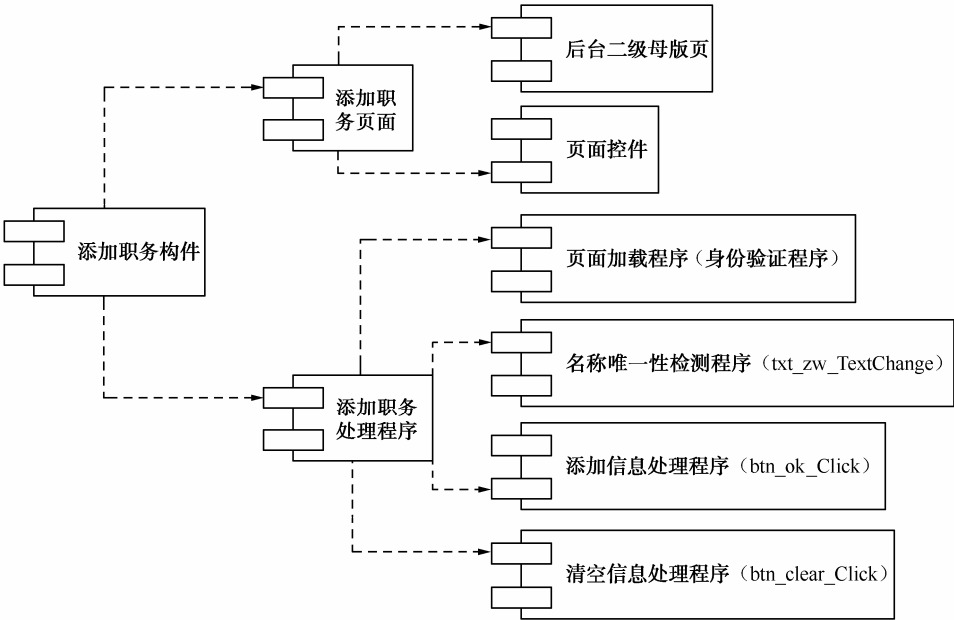 后台二级母版页
添加职
务页面
页面控件
添加职务构件
页面加载程序（身份验证程序）
名称唯一性检测程序（txt_zw_TextChange）
添加职务
处理程序
添加信息处理程序（btn_ok_Click）
清空信息处理程序（btn_clear_Click）